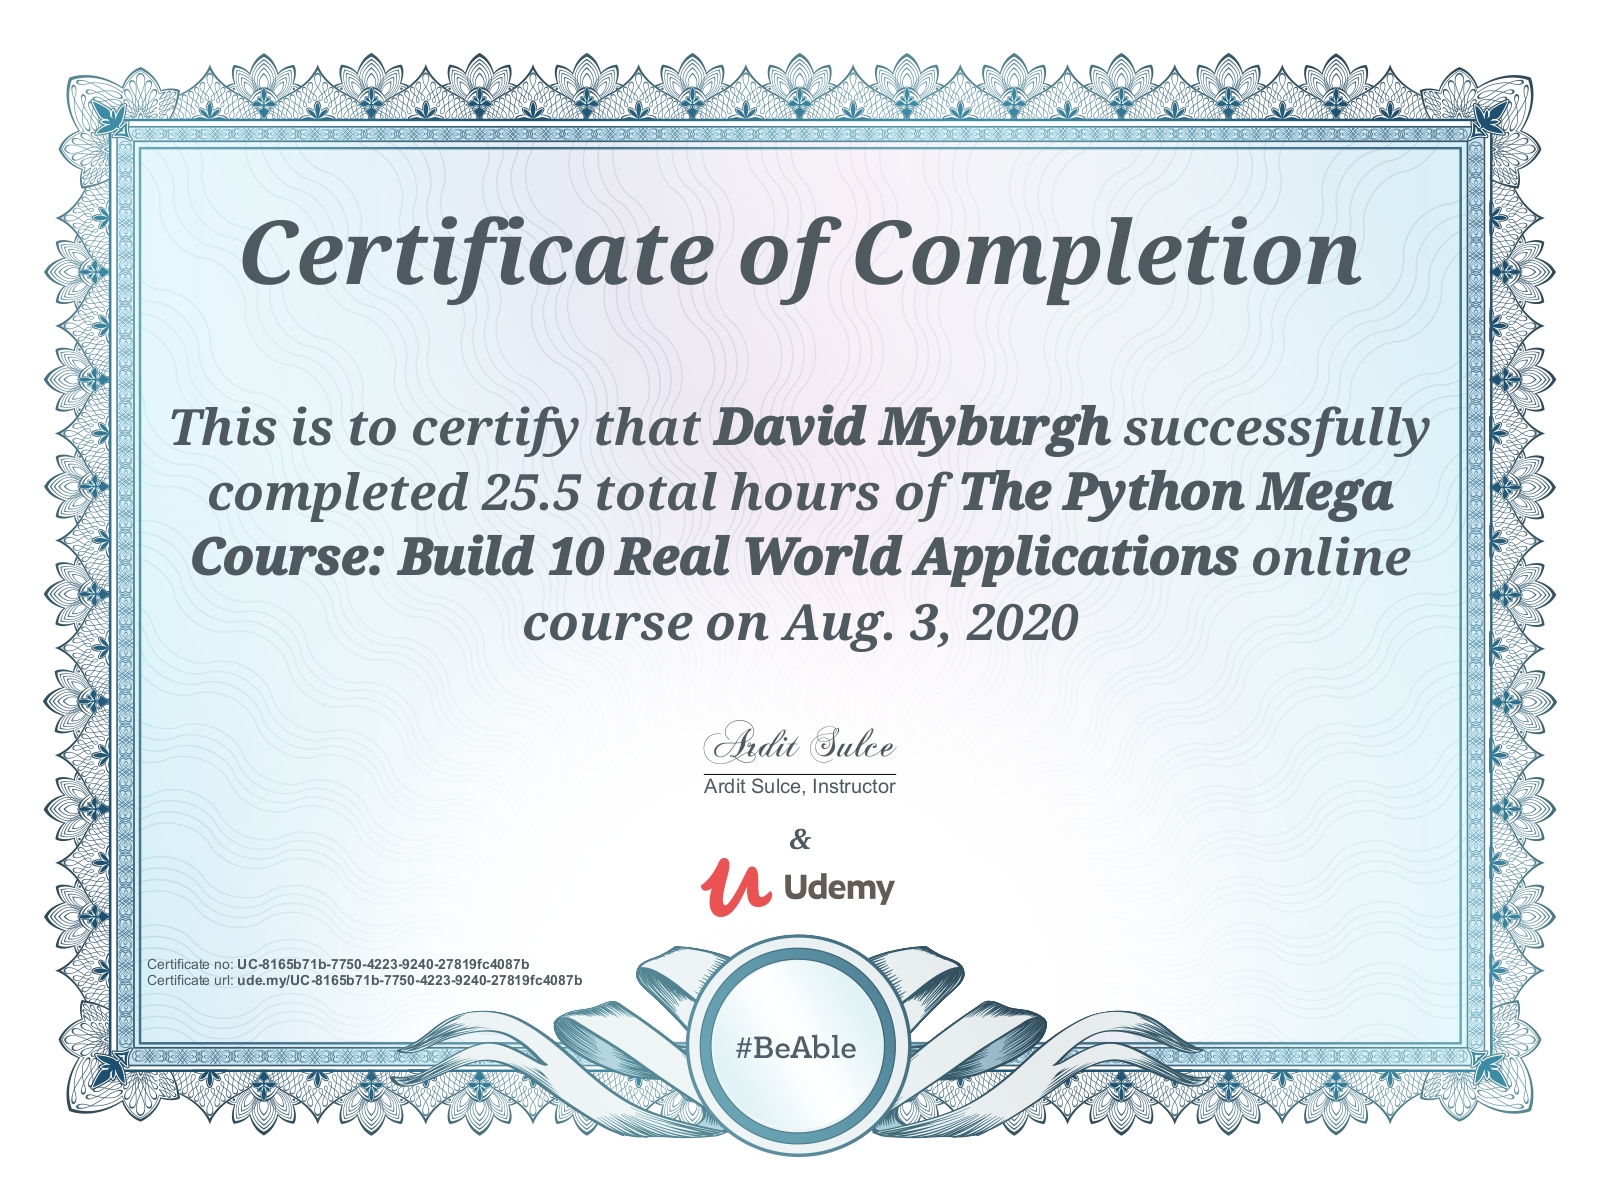 Certificate of Completion
This is to certify that David Myburgh successfully
completed 25.5 total hours of The Python Mega
Course: Build 10 Real World Applications online
course on Aug. 3, 2020
Ardit Sulce
Ardit Sulce, Instructor
&
Udemy
Certificate no: UC-8165b71b-7750-4223-9240-27819fc4087b
Certificate url: ude.my/UC-8165b71b-7750-4223-9240-27819fc4087b
#BeAble